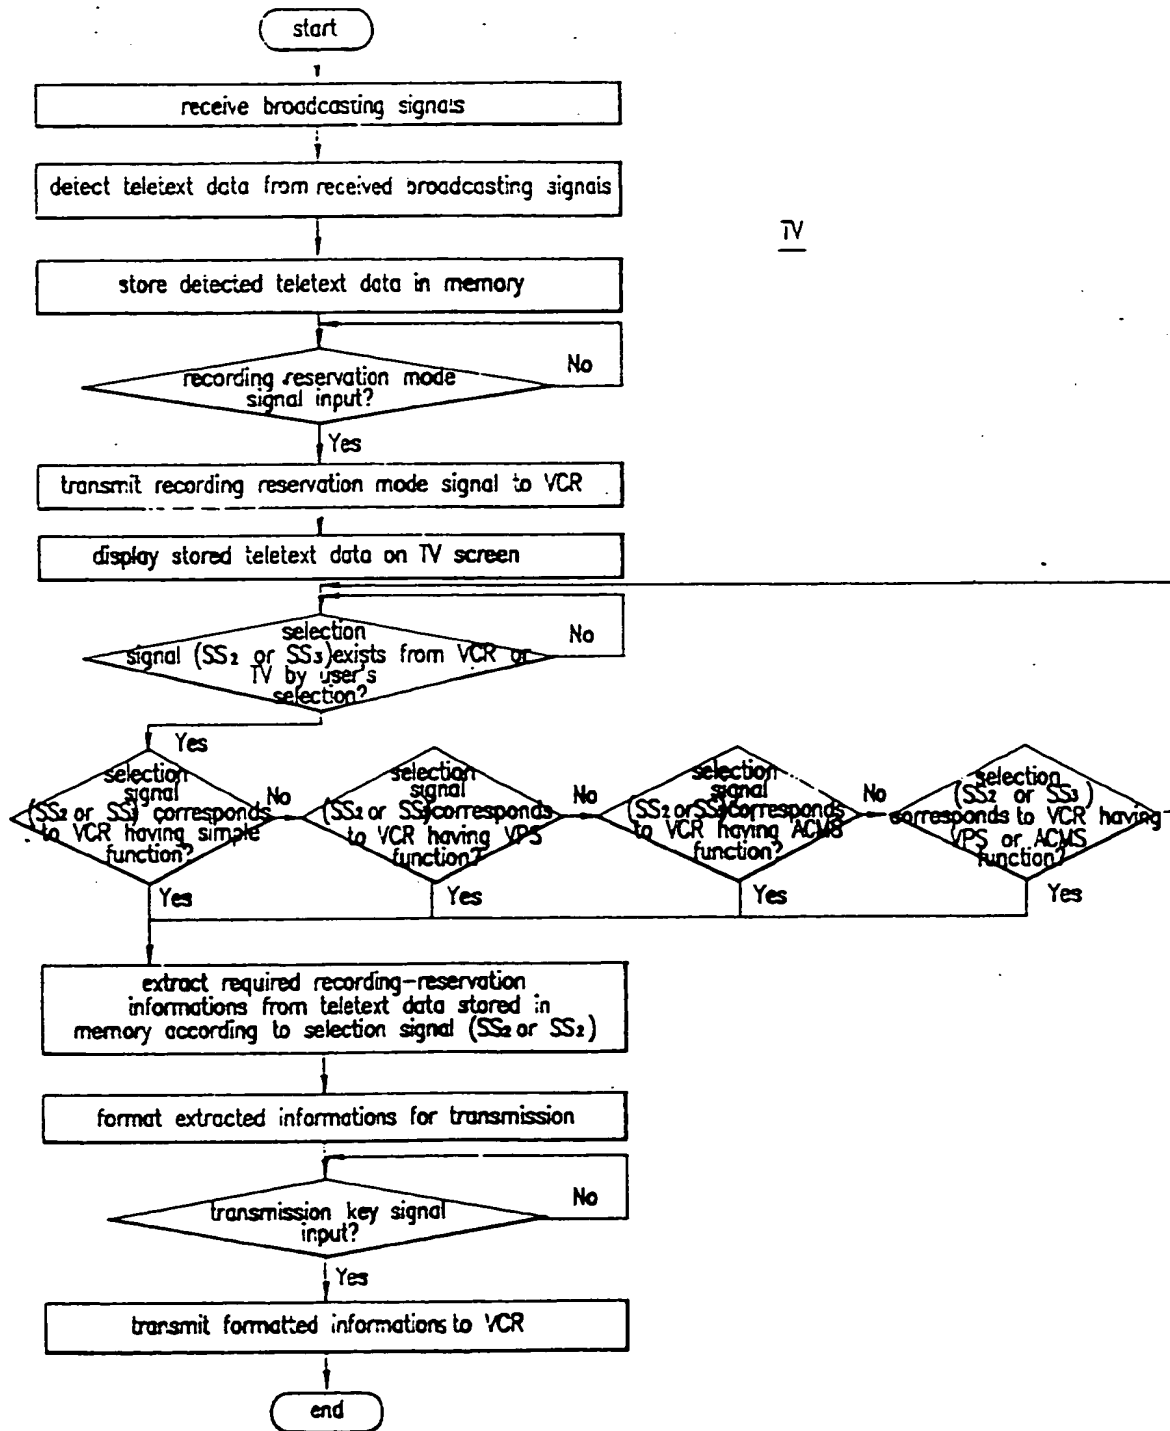 start
receive broadcasting signals
detect teletext data from received broadcasting signals
TV
store detected teletext data in memory
No
recording reservation mode
signal input?
Yes
transmit recording reservation mode signal to VCR
display stored teletext data on TV screen
No
selection
signal (SS2 or SS3) exists from VCR or
TV by user's
selection?
Yes
selection
signal
(SS2 or SS3) corresponds
to VCR having simple
function?
No
selection
signal
(SS2 or SS3) corresponds
to VCR having VPS
function?
No
selection
signal
(SS2 or SS3) corresponds
to VCR having ACMS
function?
No
selection
(SS2 or SS3)
corresponds to VCR having
VPS or ACMS
function?
Yes
Yes
Yes
Yes
extract required recording-reservation
informations from teletext data stored in
memory according to selection signal (SS2 or SS2)
format extracted informations for transmission
No
transmission key signal
input?
Yes
transmit formatted informations to VCR
end